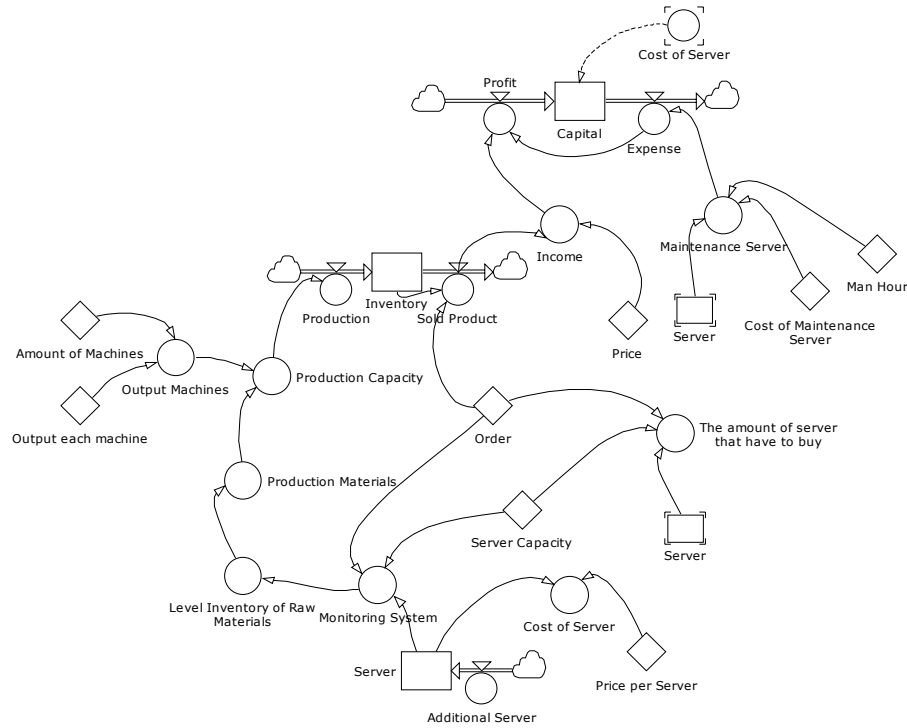 Cost of Server
Profit
Capital
Expense
Maintenance Server
Income
Man Hour
Inventory
Production
Sold Product
Server
Cost of Maintenance
Server
Price
Amount of Machines
Output Machines
Production Capacity
Output each machine
Order
The amount of server
that have to buy
Production Materials
Server Capacity
Server
Level Inventory of Raw
Materials
Monitoring System
Cost of Server
Server
Price per Server
Additional Server